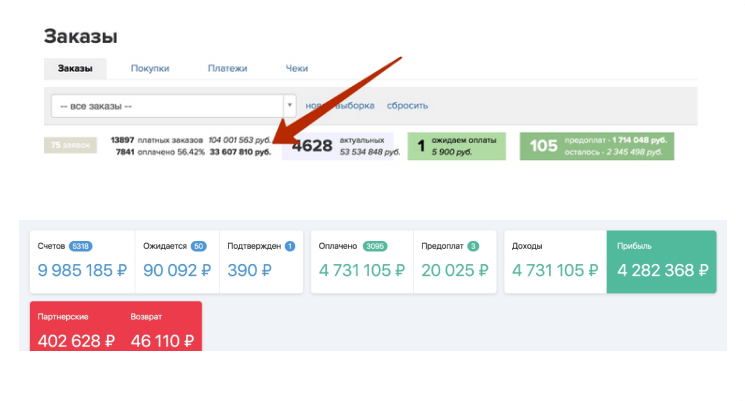 Заказы
Заказы Покупки Платежи Чеки
-- все заказы -- выборка сбросить
75 заявок 13897 платных заказов 104 001 563 руб. 4628 актуальных 1 ожидаем оплаты 105 предоплат - 1 714 048 руб.
7841 оплачено 56.42% 33 607 810 руб. 53 534 848 руб. 5 900 руб. осталось - 2 345 498 руб.
Счетов 5318 Ожидается 50 Подтвержден 1 Оплачено 3095 Предоплат 3 Доходы Прибыль
9 985 185 ₽ 90 092 ₽ 390 ₽ 4 731 105 ₽ 20 025 ₽ 4 731 105 ₽ 4 282 368 ₽
Партнерские Возврат
402 628 ₽ 46 110 ₽